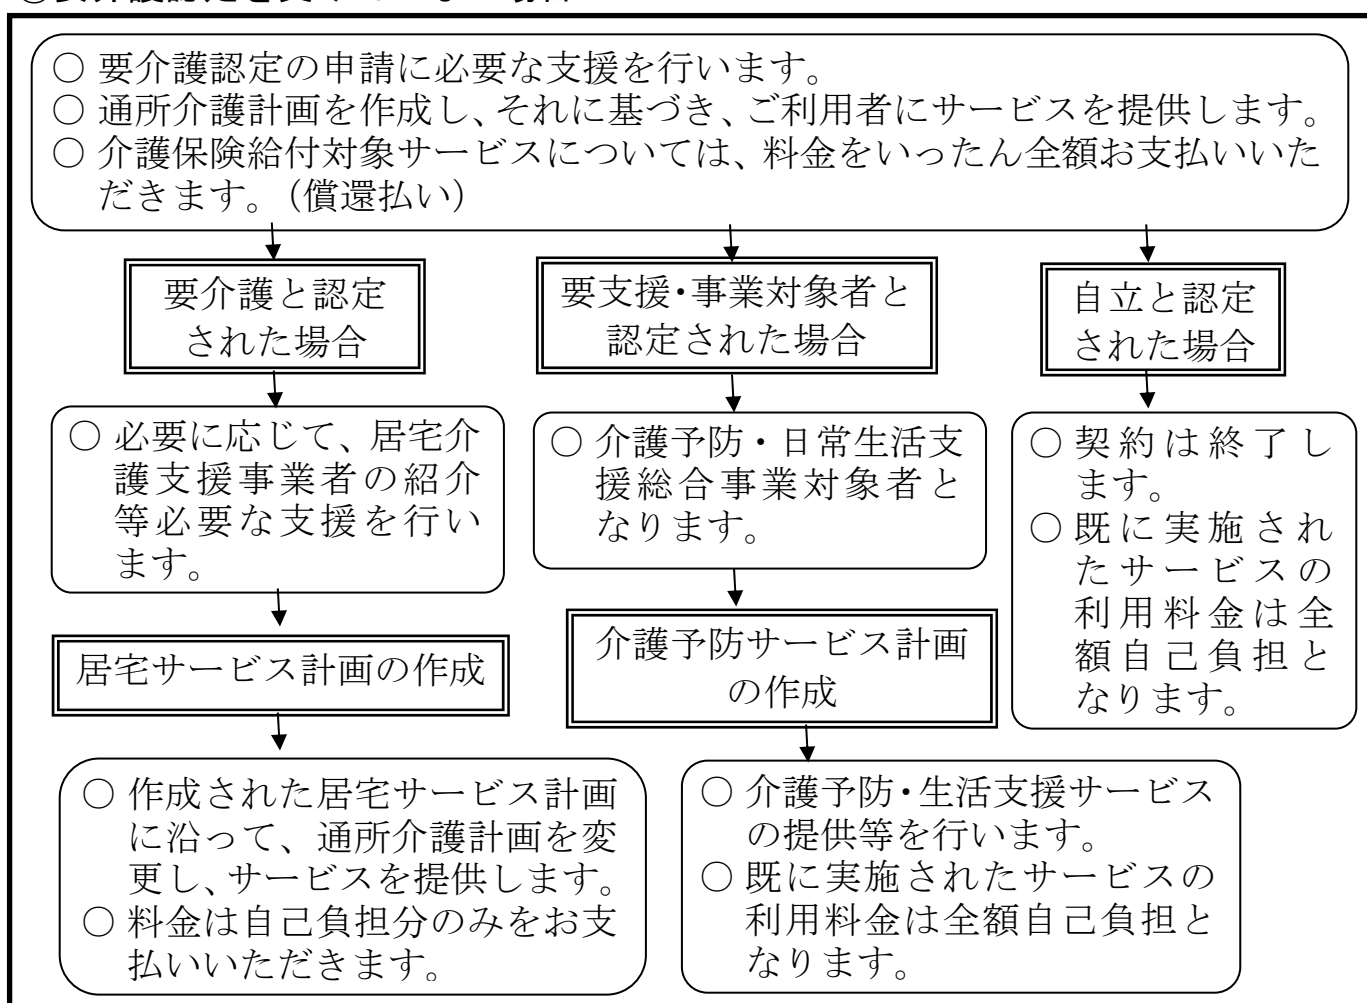 ○ 要介護認定の申請に必要な支援を行います。
○ 通所介護計画を作成し、それに基づき、ご利用者にサービスを提供します。
○ 介護保険給付対象サービスについては、料金をいったん全額お支払いいた
だきます。（償還払い）
要介護と認定
された場合
要支援・事業対象者と
認定された場合
自立と認定
された場合
○ 必要に応じて、居宅介
護支援事業者の紹介
等必要な支援を行い
ます。
○ 介護予防・日常生活支
援総合事業対象者と
なります。
○ 契約は終了し
ます。
○ 既に実施され
たサービスの
利用料金は全
額自己負担と
なります。
居宅サービス計画の作成
介護予防サービス計画
の作成
○ 作成された居宅サービス計画
に沿って、通所介護計画を変
更し、サービスを提供します。
○ 料金は自己負担分のみをお支
払いいただきます。
○ 介護予防・生活支援サービス
の提供等を行います。
○ 既に実施されたサービスの
利用料金は全額自己負担と
なります。